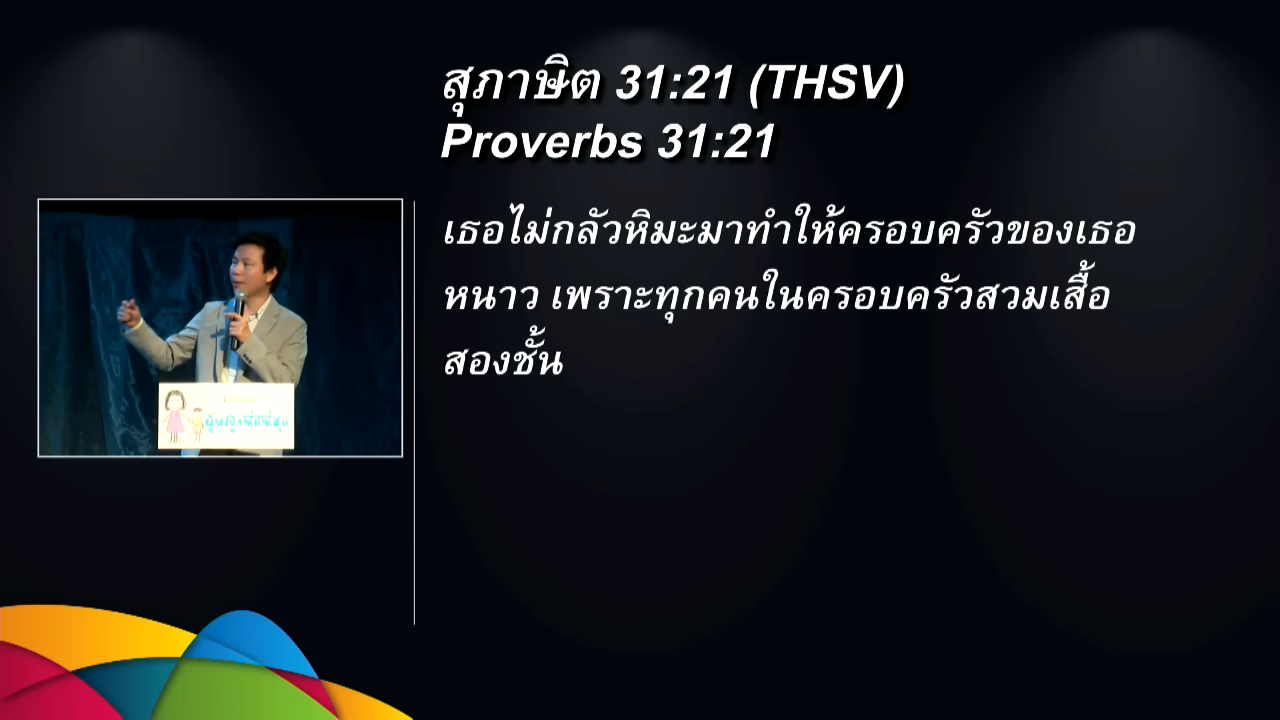 สุภาษิต 31:21 (THSV)
Proverbs 31:21
เธอไม่กลัวหิมะมาทำให้ครอบครัวของเธอ
หนาว เพราะทุกคนในครอบครัวสวมเสื้อ
สองชั้น